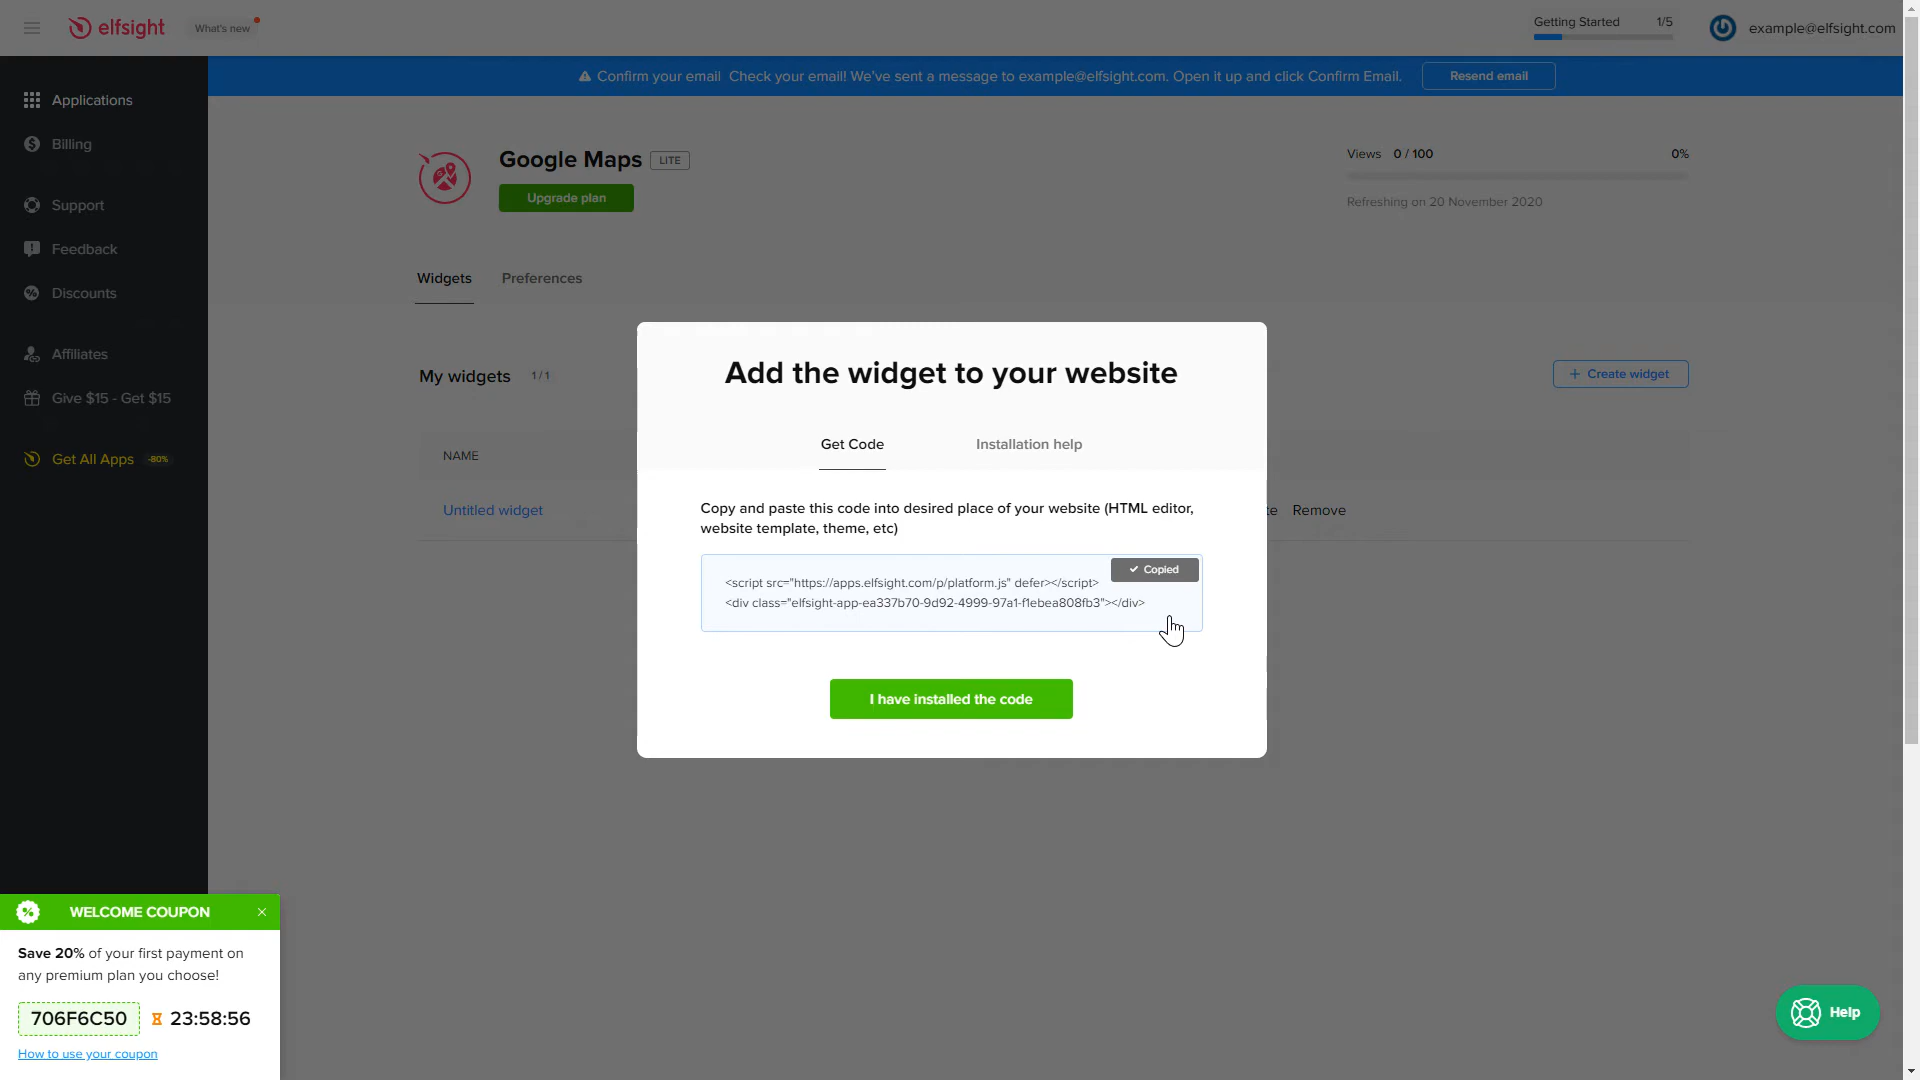 elfsight
What's new
Getting Started 1/5
example@elfsight.com
Confirm your email Check your email! We've sent a message to example@elfsight.com. Open it up and click Confirm Email.
Resend email
Applications
Billing
Support
Feedback
Discounts
Affiliates
Give $15 - Get $15
Get All Apps -80%
Google Maps LITE
Upgrade plan
Views 0 / 100 0%
Refreshing on 20 November 2020
Widgets Preferences
My widgets 1 / 1
+ Create widget
NAME
Untitled widget
te Remove
Add the widget to your website
Get Code Installation help
Copy and paste this code into desired place of your website (HTML editor,
website template, theme, etc)
Copied
<script src="https://apps.elfsight.com/p/platform.js" defer></script>
<div class="elfsight-app-ea337b70-9d92-4999-97a1-f1ebea808fb3"></div>
I have installed the code
WELCOME COUPON
Save 20% of your first payment on
any premium plan you choose!
706F6C50 23:58:56
How to use your coupon
Help